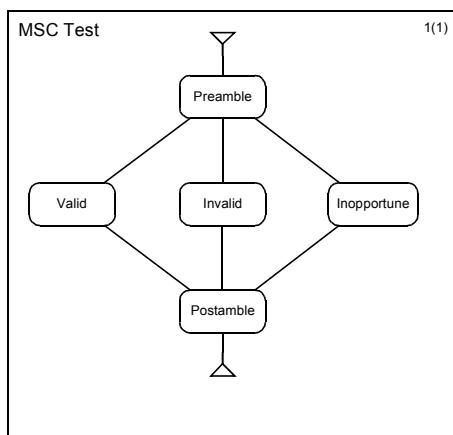 MSC Test
1(1)
Preamble
Valid
Invalid
Inopportune
Postamble